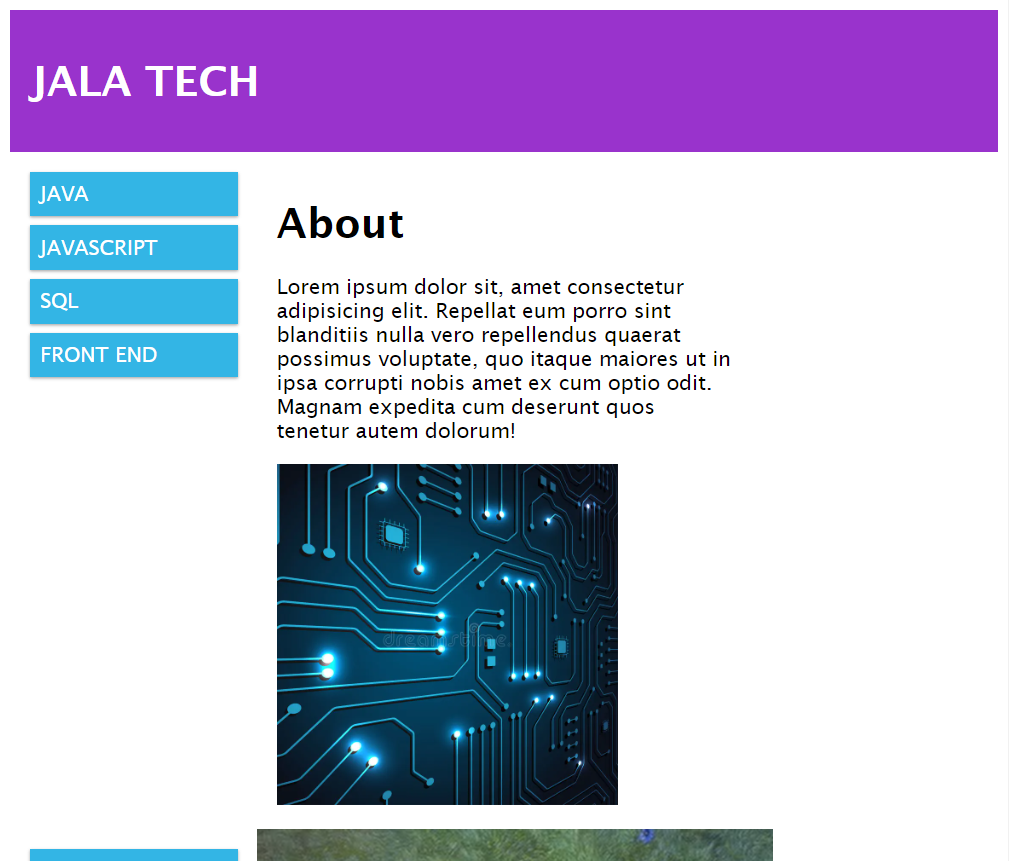 JALA TECH
JAVA
JAVASCRIPT
SQL
FRONT END
About
Lorem ipsum dolor sit, amet consectetur
adipisicing elit. Repellat eum porro sint
blanditiis nulla vero repellendus quaerat
possimus voluptate, quo itaque maiores ut in
ipsa corrupti nobis amet ex cum optio odit.
Magnam expedita cum deserunt quos
tenetur autem dolorum!
dreamstime.